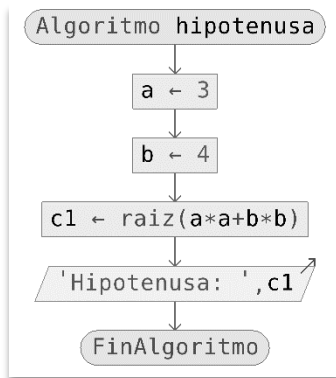 Algoritmo hipotenusa
a ← 3
b ← 4
c1 ← raiz(a*a+b*b)
'Hipotenusa: ',c1
FinAlgoritmo